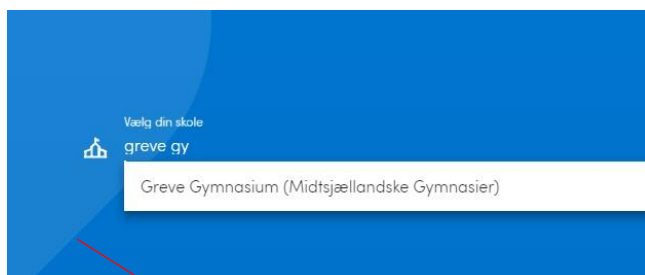 Vælg din skole
greve gy
Greve Gymnasium (Midtsjællandske Gymnasier)